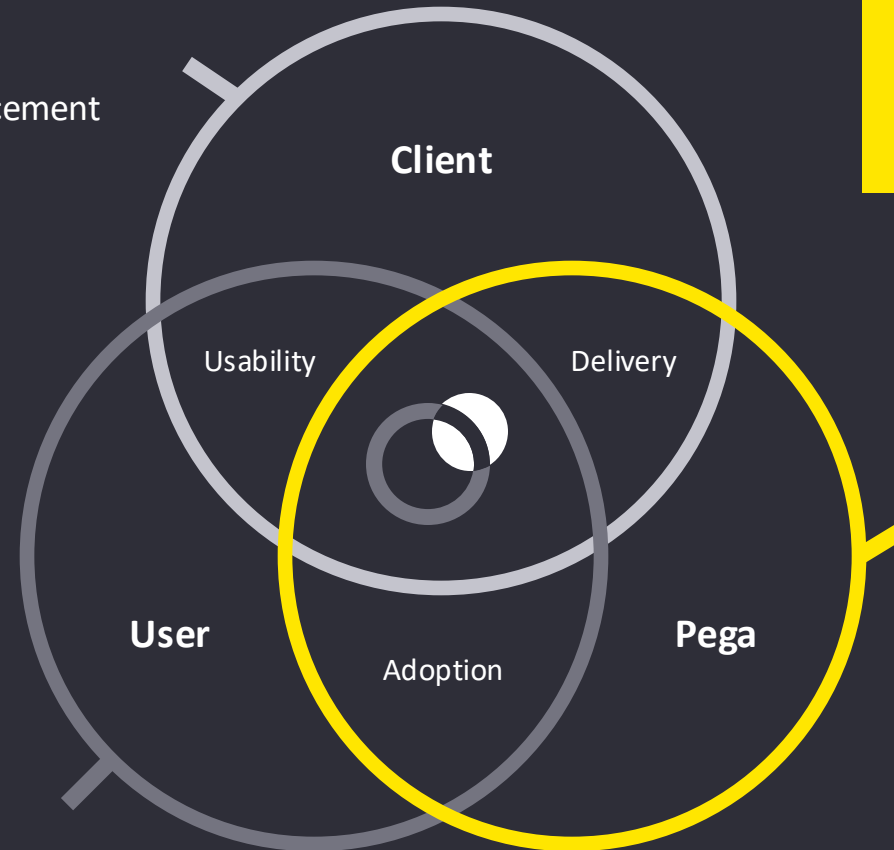 cement
Client
Usability
Delivery
User
Pega
Adoption